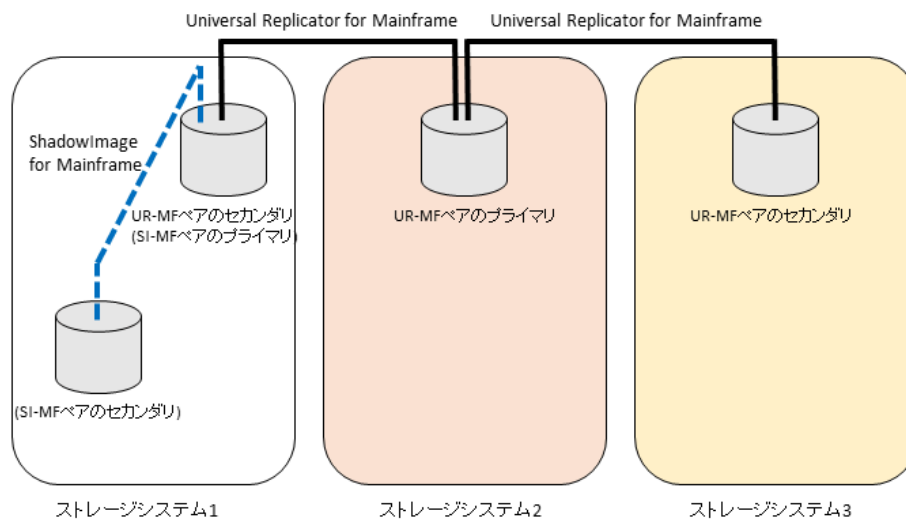 Universal Replicator for Mainframe
Universal Replicator for Mainframe
ShadowImage
for Mainframe
UR-MFペアのセカンダリ
(SI-MFペアのプライマリ)
UR-MFペアのプライマリ
UR-MFペアのセカンダリ
(SI-MFペアのセカンダリ)
ストレージシステム1
ストレージシステム2
ストレージシステム3